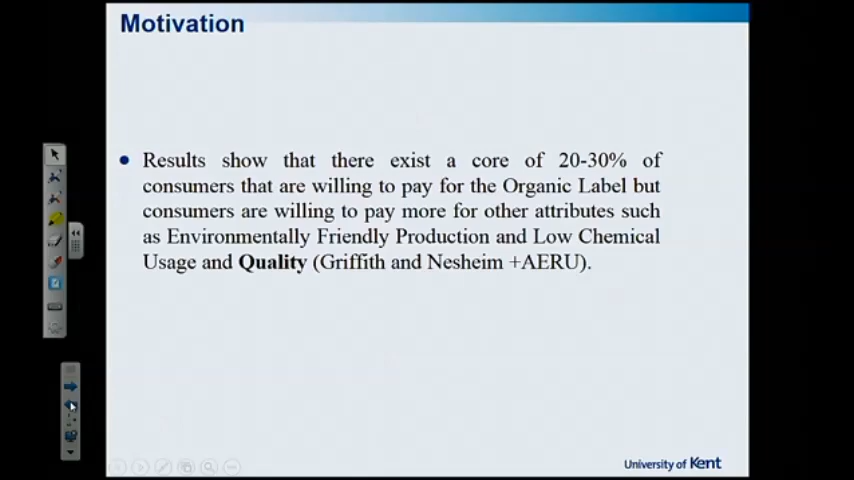 Motivation
Results show that there exist a core of 20-30% of
consumers that are willing to pay for the Organic Label but
consumers are willing to pay more for other attributes such
as Environmentally Friendly Production and Low Chemical
Usage and Quality (Griffith and Nesheim +AERU).
University of Kent